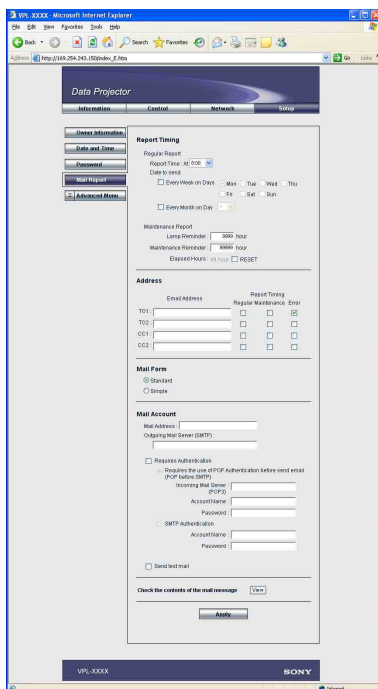 VPL-XXXX - Microsoft Internet Explorer
File Edit View Favorites Tools Help
Back Search Favorites
Address http://169.254.243.150/index_E.htm Go Links
Data Projector
Information Control Network Setup
Owner Information
Date and Time
Password
Mail Report
Advanced Menu
Report Timing
Regular Report
Report Time : At 8:00
Date to send
Every Week on Days Mon Tue Wed Thu
Fri Sat Sun
Every Month on Day 1
Maintenance Report
Lamp Reminder : 9999 hour
Maintenance Reminder : 99999 hour
Elapsed Hours : 48 hour RESET
Address
Email Address
Report Timing
Regular Maintenance Error
TO1 :
TO2 :
CC1 :
CC2 :
Mail Form
Standard
Simple
Mail Account
Mail Address :
Outgoing Mail Server (SMTP) :
Requires Authentication
Requires the use of POP Authentication before send email
(POP before SMTP)
Incoming Mail Server
(POP3) :
Account Name :
Password :
SMTP Authentication
Account Name :
Password :
Send test mail
Check the contents of the mail message View
Apply
VPL-XXXX SONY
Internet